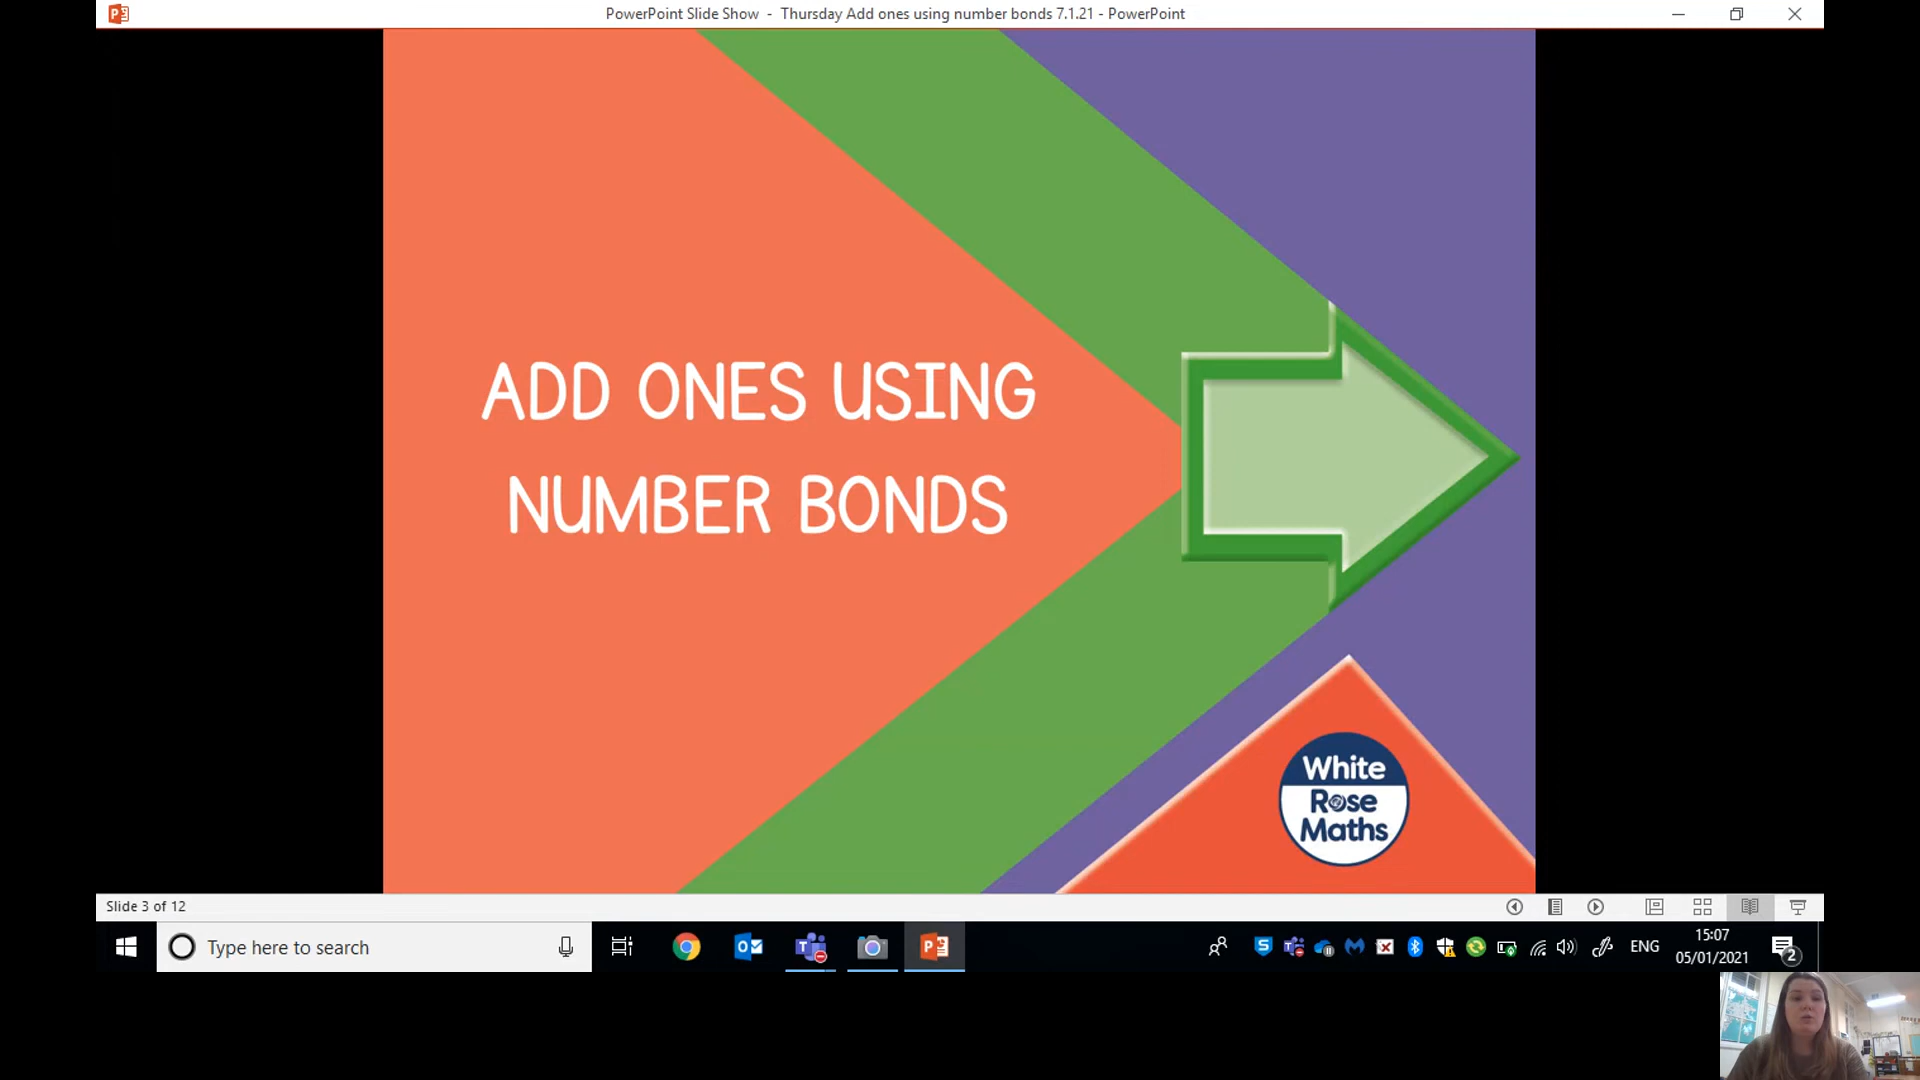 PowerPoint Slide Show - Thursday Add ones using number bonds 7.1.21 - PowerPoint
ADD ONES USING
NUMBER BONDS
White
Rose
Maths
Slide 3 of 12
Type here to search
ENG
15:07
05/01/2021
2